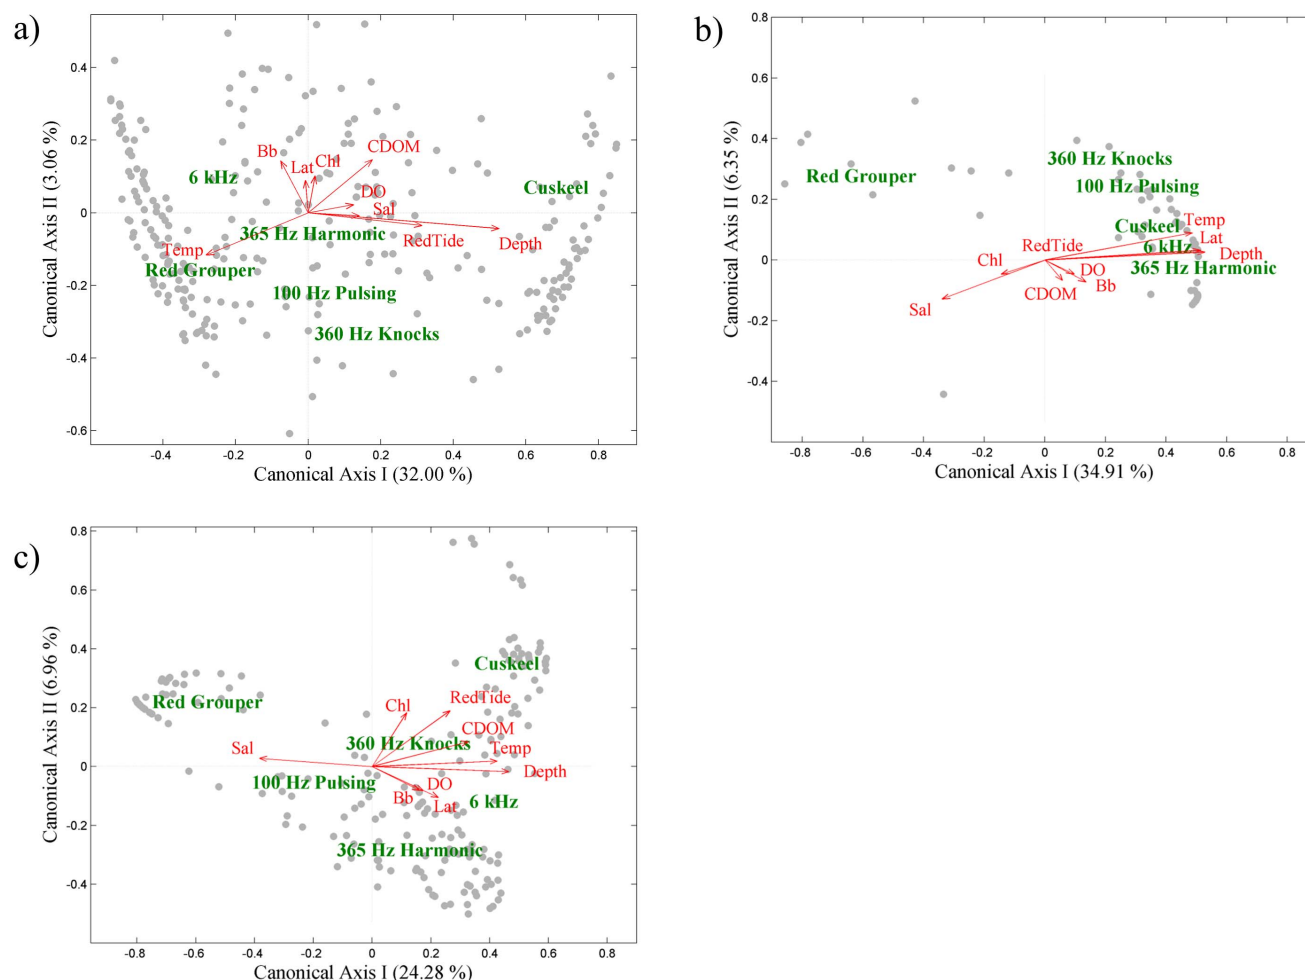 a)
Canonical Axis II (3.06 %)
0.4
0.2
0
-0.2
-0.4
-0.6
Bb
Lat
Chl
CDOM
6 kHz
DO
Cuskeel
Sal
365 Hz Harmonic
RedTide
Temp
Depth
Red Grouper
100 Hz Pulsing
360 Hz Knocks
-0.4 -0.2 0 0.2 0.4 0.6 0.8
Canonical Axis I (32.00 %)
b)
Canonical Axis II (6.35 %)
0.8
0.6
0.4
0.2
0
-0.2
-0.4
360 Hz Knocks
Red Grouper
100 Hz Pulsing
Cuskeel
Temp
RedTide
6 kHz
Lat
Depth
Chl
DO
365 Hz Harmonic
CDOM
Bb
Sal
-0.8 -0.6 -0.4 -0.2 0 0.2 0.4 0.6 0.8
Canonical Axis I (34.91 %)
c)
Canonical Axis II (6.96 %)
0.8
0.6
0.4
0.2
0
-0.2
-0.4
Cuskeel
Red Grouper
Chl
RedTide
CDOM
Sal
360 Hz Knocks
Temp
Depth
100 Hz Pulsing
DO
Bb
Lat
6 kHz
365 Hz Harmonic
-0.8 -0.6 -0.4 -0.2 0 0.2 0.4 0.6 0.8
Canonical Axis I (24.28 %)